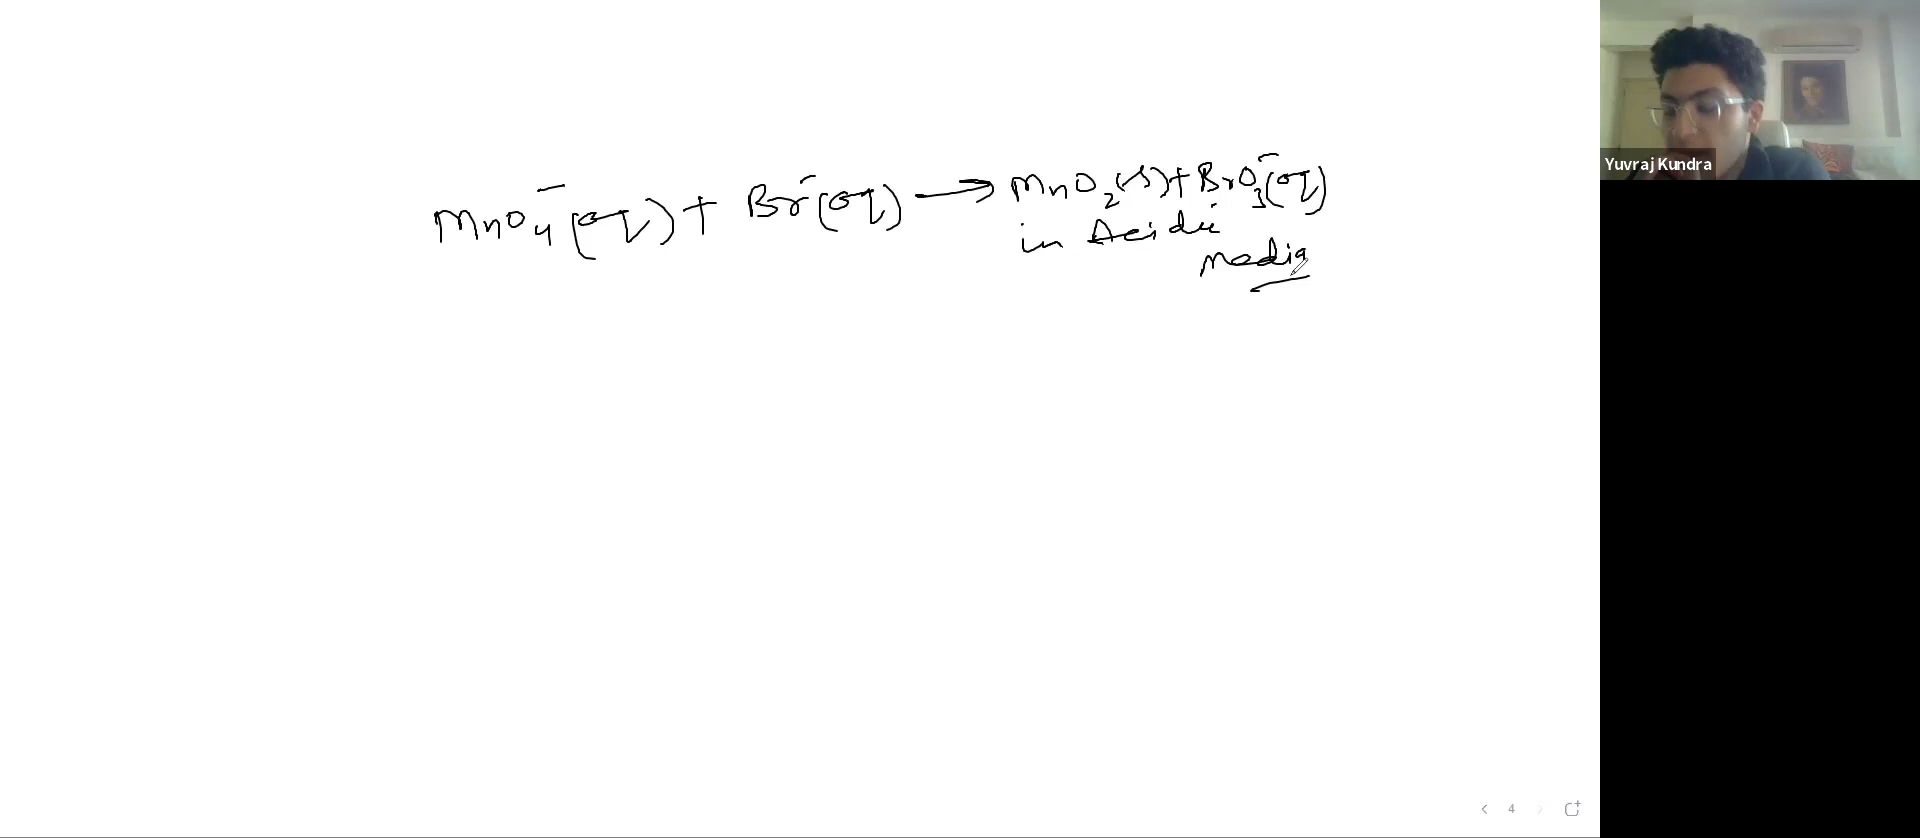 MnO₄⁻(aq) + Br⁻(aq) ⟶ MnO₂(s) + BrO₃⁻(aq)
in Acidic
media
Yuvraj Kundra
4